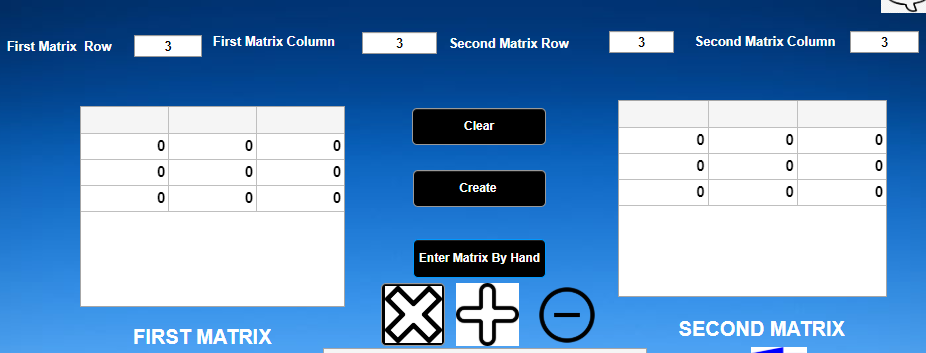 First Matrix Row 3 First Matrix Column 3 Second Matrix Row 3 Second Matrix Column 3
Clear
Create
Enter Matrix By Hand
0 0 0
0 0 0
0 0 0
0 0 0
0 0 0
0 0 0
FIRST MATRIX
SECOND MATRIX